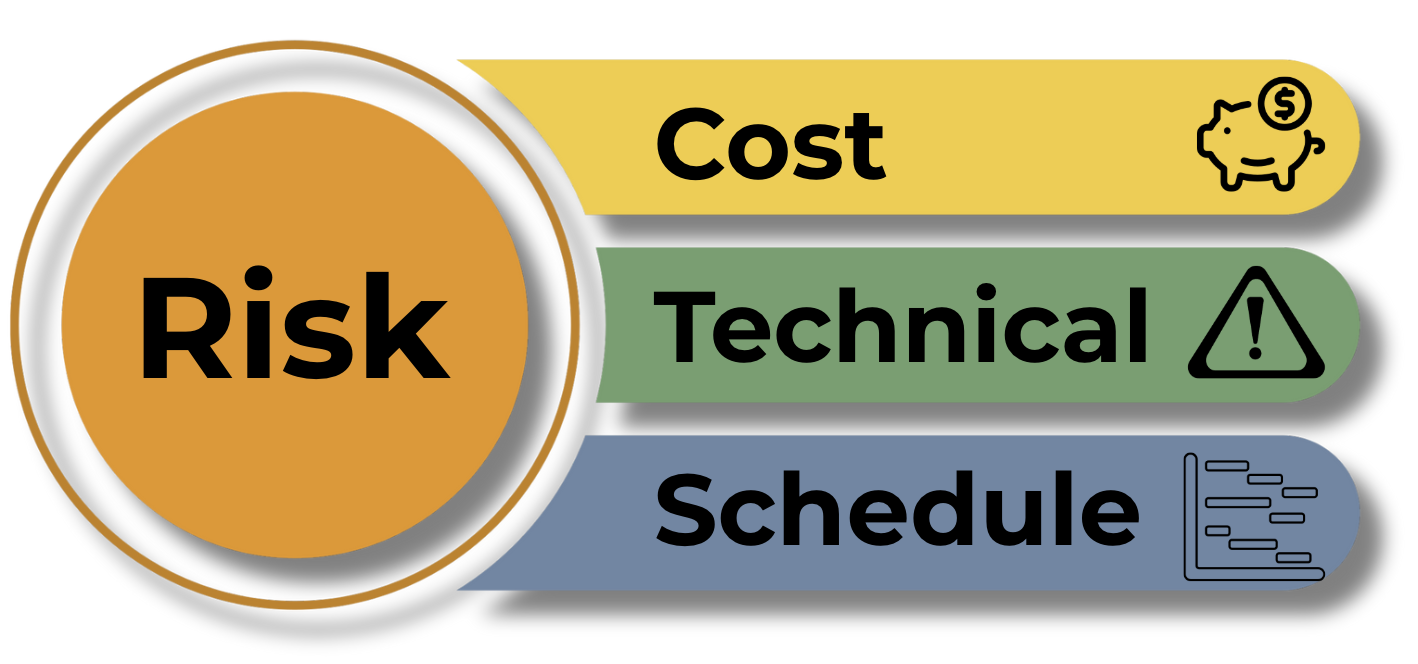 Risk
Cost
$
Technical
!
Schedule